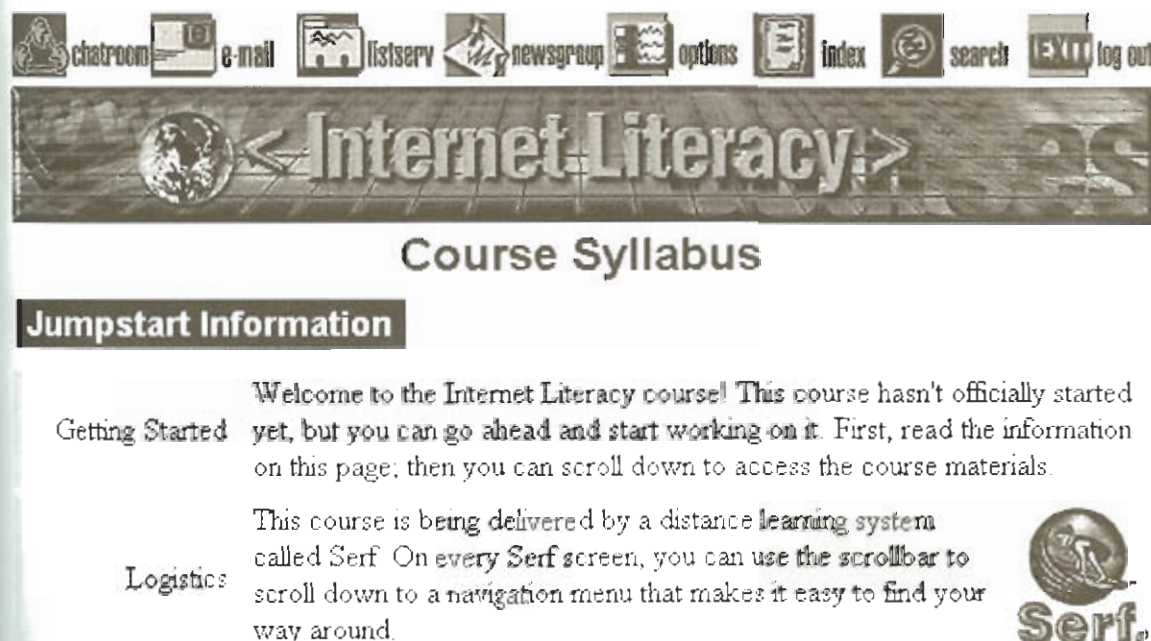 chatroom e-mail listserv newsgroup options index search EXIT log out
< Internet Literacy >
Course Syllabus
Jumpstart Information
Welcome to the Internet Literacy course! This course hasn't officially started
Getting Started yet, but you can go ahead and start working on it. First, read the information
on this page; then you can scroll down to access the course materials.
This course is being delivered by a distance learning system
called Serf. On every Serf screen, you can use the scrollbar to
Logistics scroll down to a navigation menu that makes it easy to find your
way around.
Serf